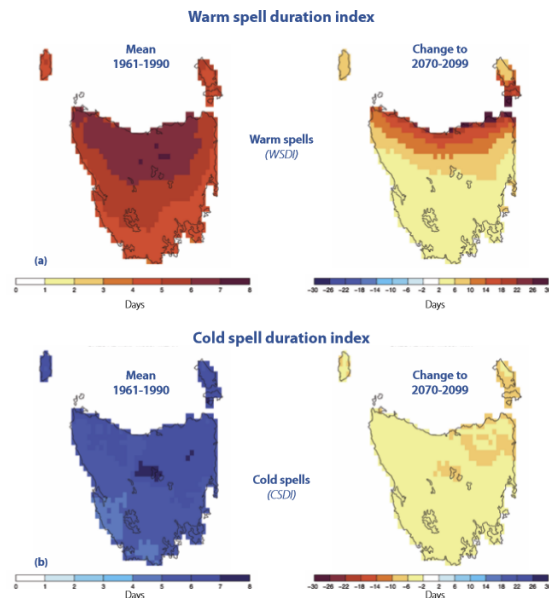 Warm spell duration index
Mean
1961-1990
Change to
2070-2099
Warm spells
(WSDI)
(a)
0 1 2 3 4 5 6 7 8
-30 -26 -22 -18 -14 -10 -6 -2 2 6 10 14 18 22 26 30
Days
Days
Cold spell duration index
Mean
1961-1990
Change to
2070-2099
Cold spells
(CSDI)
(b)
0 1 2 3 4 5 6 7 8
-30 -26 -22 -18 -14 -10 -6 -2 2 6 10 14 18 22 26 30
Days
Days